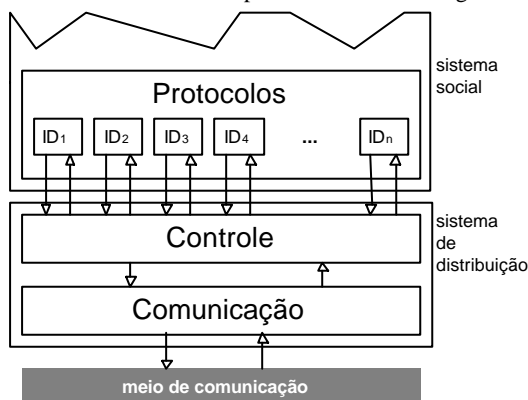 sistema
social
Protocolos
ID1 ID2 ID3 ID4 ... IDn
Controle
sistema
de
distribuição
Comunicação
meio de comunicação